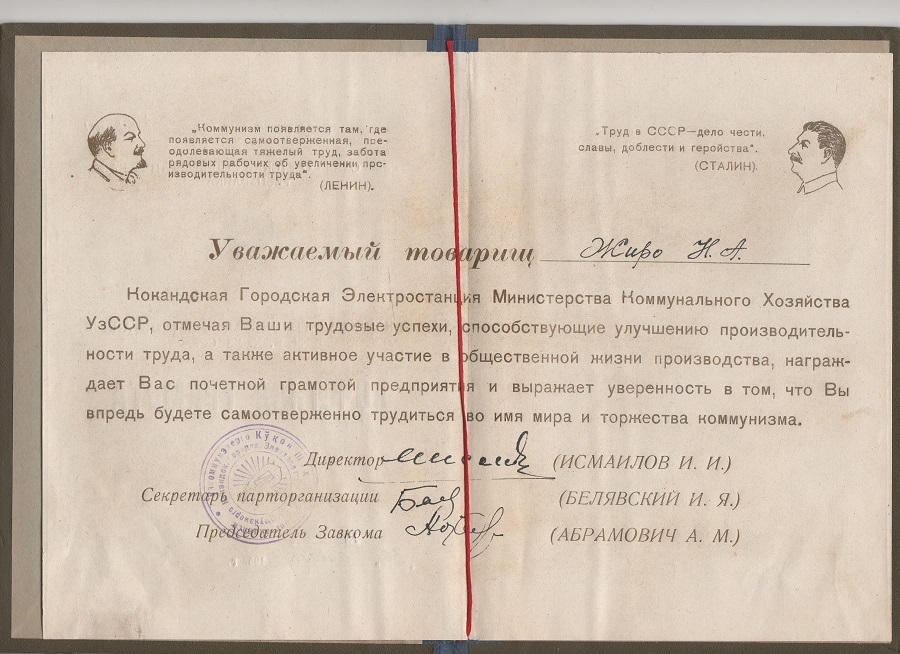 „Коммунизм появляется там, где
появляется самоотверженная, прe-
одолевающая тяжелый труд, забота
рядовых рабочих об увеличении прс-
изводительности труда“.
(ЛЕНИН).
„Труд в СССР—дело чести,
славы, доблести и геройства“.
(СТАЛИН).
Уважаемый товарищ Жиро Н. А.
Кокандская Городская Электростанция Министерства Коммунального Хозяйства
УзССР, отмечая Ваши трудовые успехи, способствующие улучшению производитель-
ности труда, а также активное участие в общественной жизни производства, награж-
дает Вас почетной грамотой предприятия и выражает уверенность в том, что Вы
впредь будете самоотверженно трудиться во имя мира и торжества коммунизма.
Директор (ИСМАИЛОВ И. И.)
Секретарь парторганизации (БЕЛЯВСКИЙ И. Я.)
Председатель Завкома (АБРАМОВИЧ А. М.)